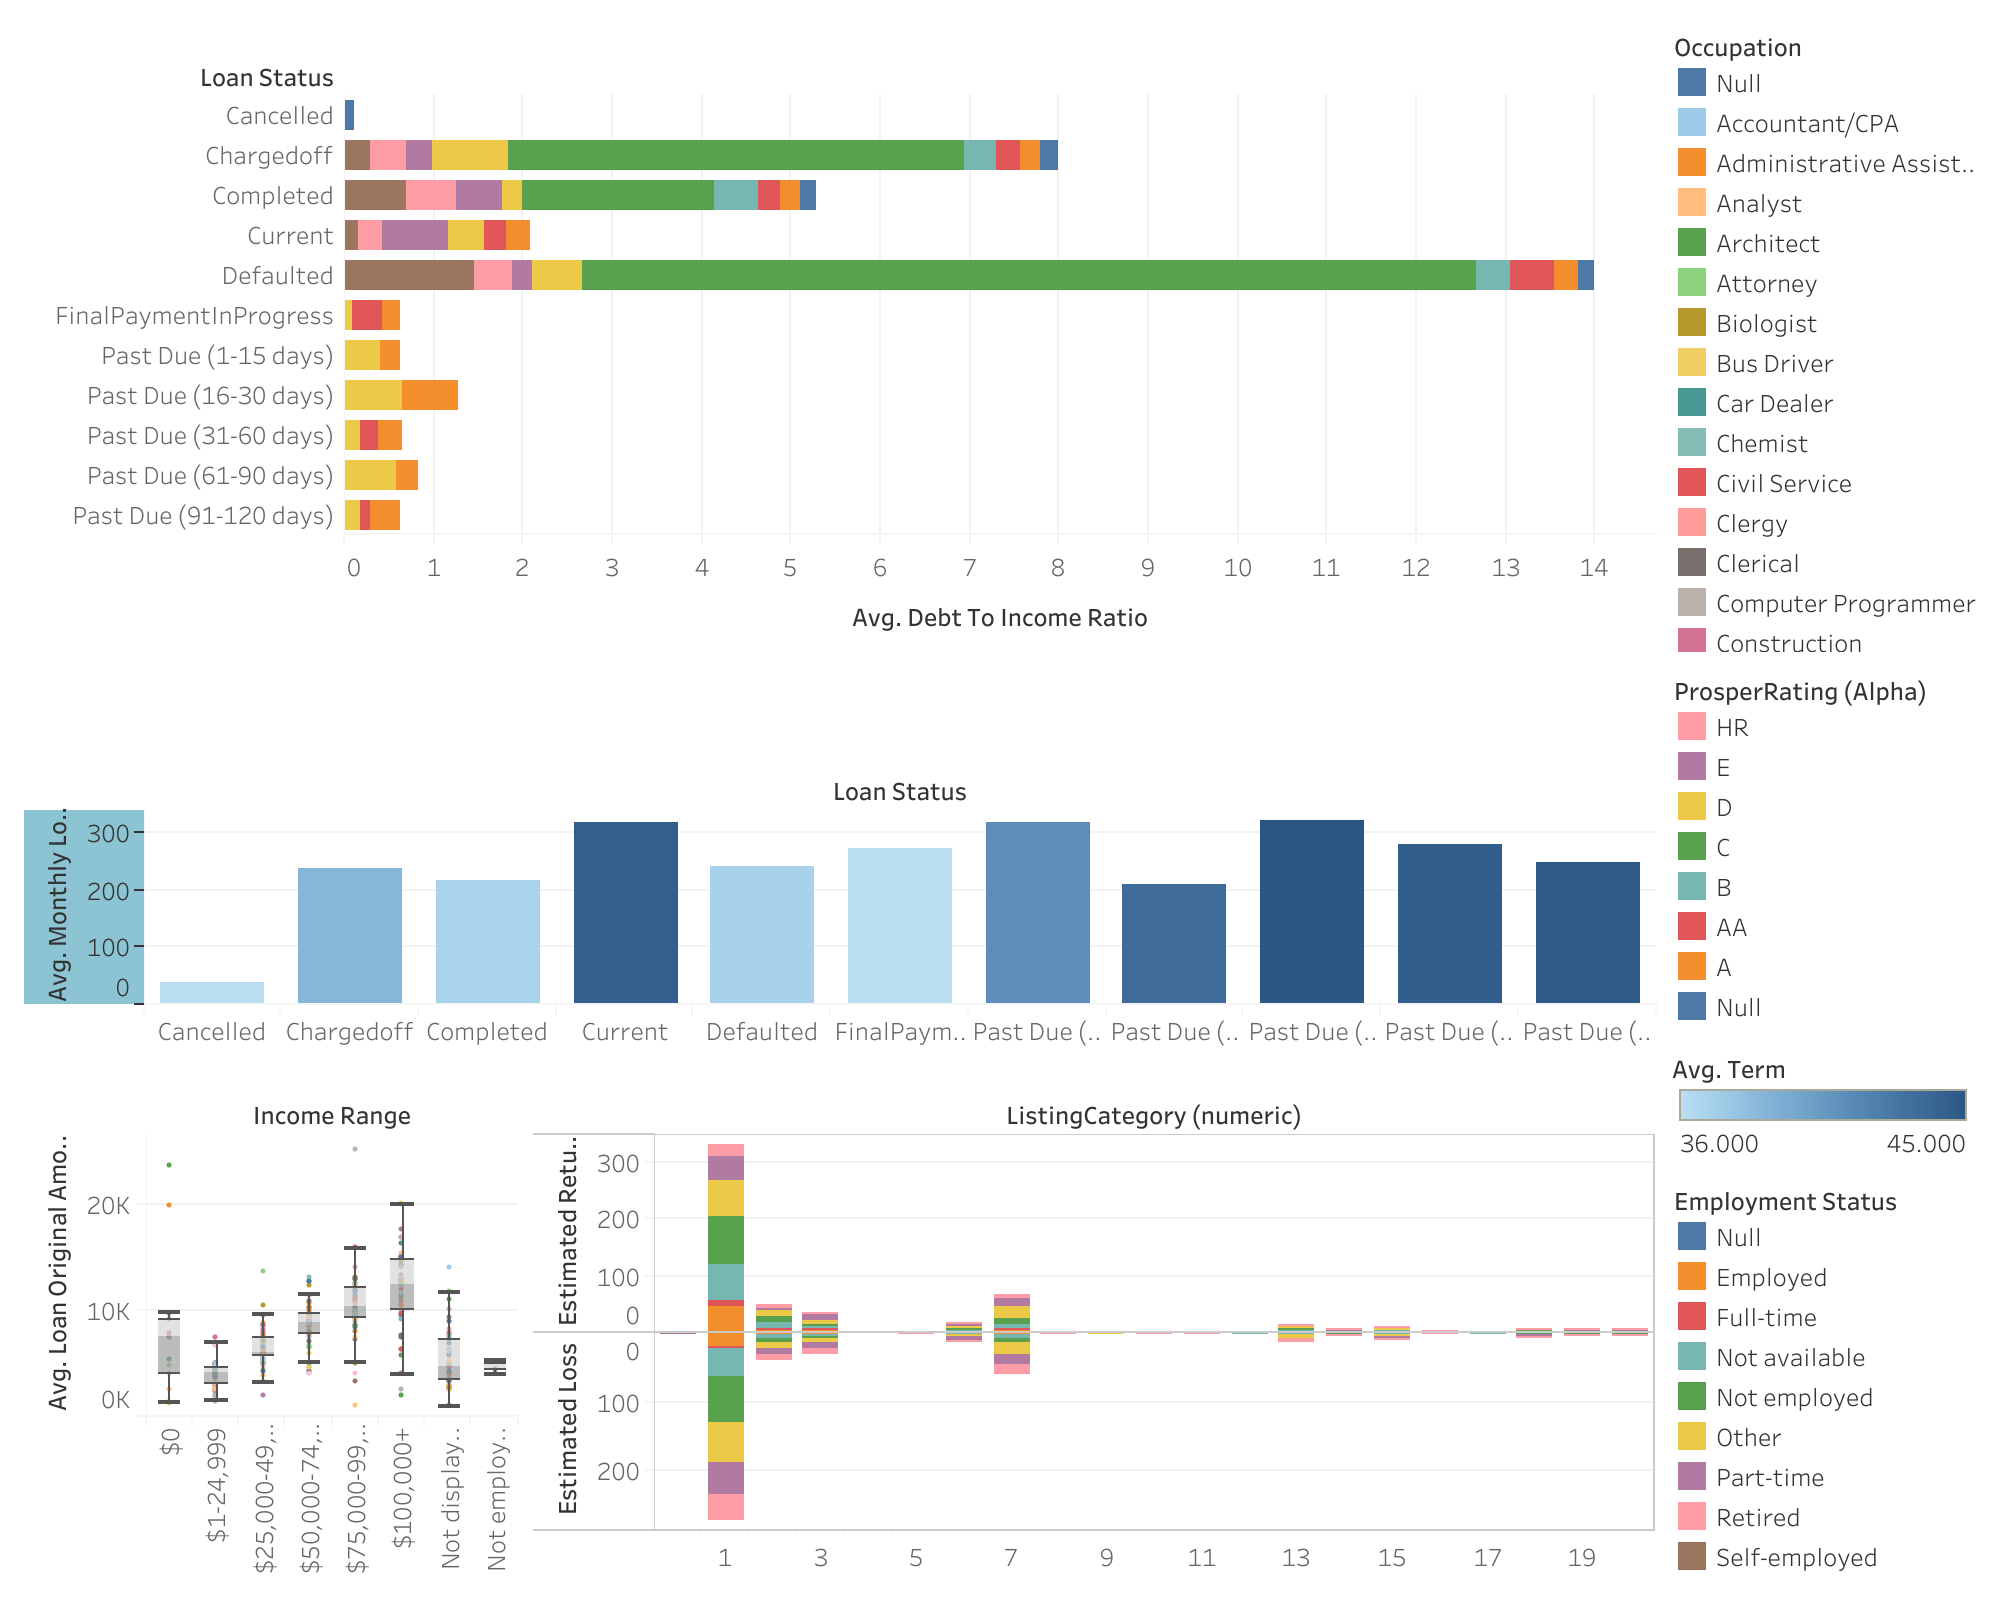 Loan Status
Cancelled
Chargedoff
Completed
Current
Defaulted
FinalPaymentInProgress
Past Due (1-15 days)
Past Due (16-30 days)
Past Due (31-60 days)
Past Due (61-90 days)
Past Due (91-120 days)
0 1 2 3 4 5 6 7 8 9 10 11 12 13 14
Avg. Debt To Income Ratio
Occupation
Null
Accountant/CPA
Administrative Assist..
Analyst
Architect
Attorney
Biologist
Bus Driver
Car Dealer
Chemist
Civil Service
Clergy
Clerical
Computer Programmer
Construction
ProsperRating (Alpha)
HR
E
D
C
B
AA
A
Null
Loan Status
Avg. Monthly Lo..
300
200
100
0
Cancelled Chargedoff Completed Current Defaulted FinalPaym.. Past Due (.. Past Due (.. Past Due (.. Past Due (.. Past Due (..
Avg. Term
36.000 45.000
Employment Status
Null
Employed
Full-time
Not available
Not employed
Other
Part-time
Retired
Self-employed
Income Range
Avg. Loan Original Amo..
20K
10K
0K
$0
$1-24,999
$25,000-49,..
$50,000-74,..
$75,000-99,..
$100,000+
Not display..
Not employ..
ListingCategory (numeric)
Estimated Retu..
300
200
100
0
Estimated Loss
0
100
200
1 3 5 7 9 11 13 15 17 19